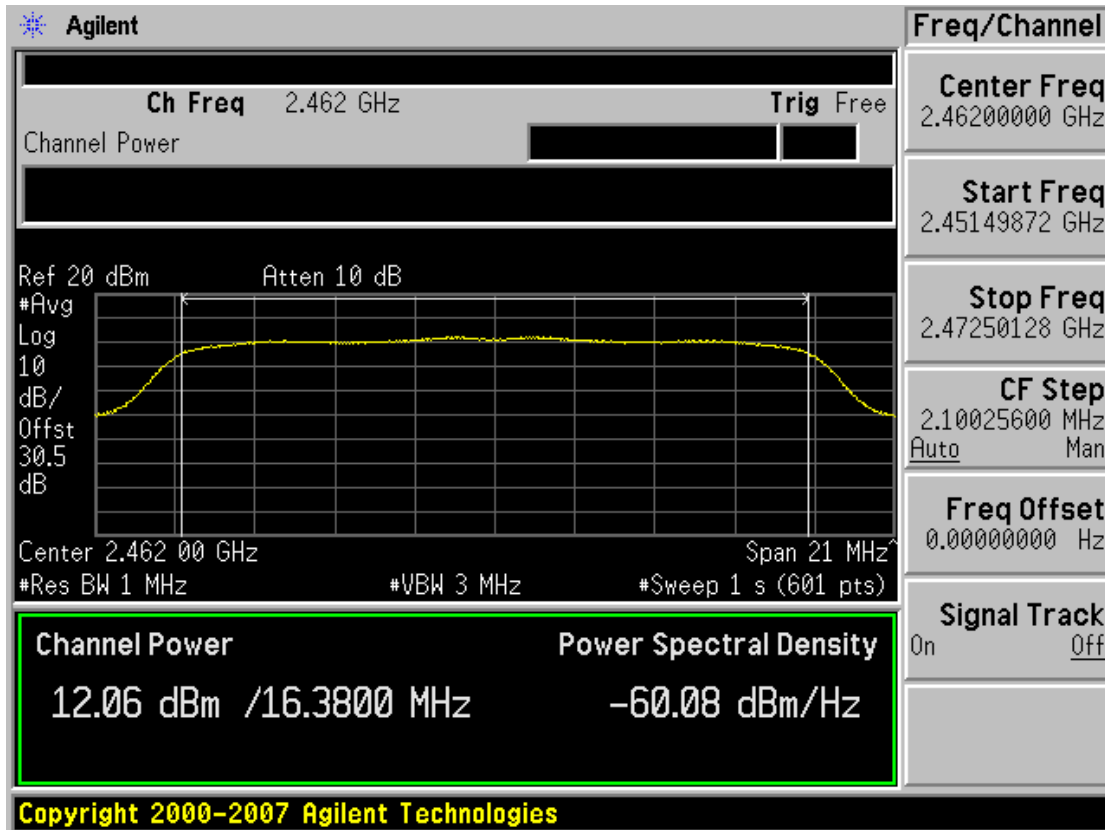 Agilent
Freq/Channel
Ch Freq 2.462 GHz Trig Free
Channel Power
Center Freq
2.46200000 GHz
Start Freq
2.45149872 GHz
Stop Freq
2.47250128 GHz
CF Step
2.10025600 MHz
Auto Man
Freq Offset
0.00000000 Hz
Signal Track
On Off
Ref 20 dBm Atten 10 dB
#Avg
Log
10
dB/
Offst
30.5
dB
Center 2.462 00 GHz Span 21 MHz^
#Res BW 1 MHz #VBW 3 MHz #Sweep 1 s (601 pts)
Channel Power Power Spectral Density
12.06 dBm /16.3800 MHz -60.08 dBm/Hz
Copyright 2000-2007 Agilent Technologies